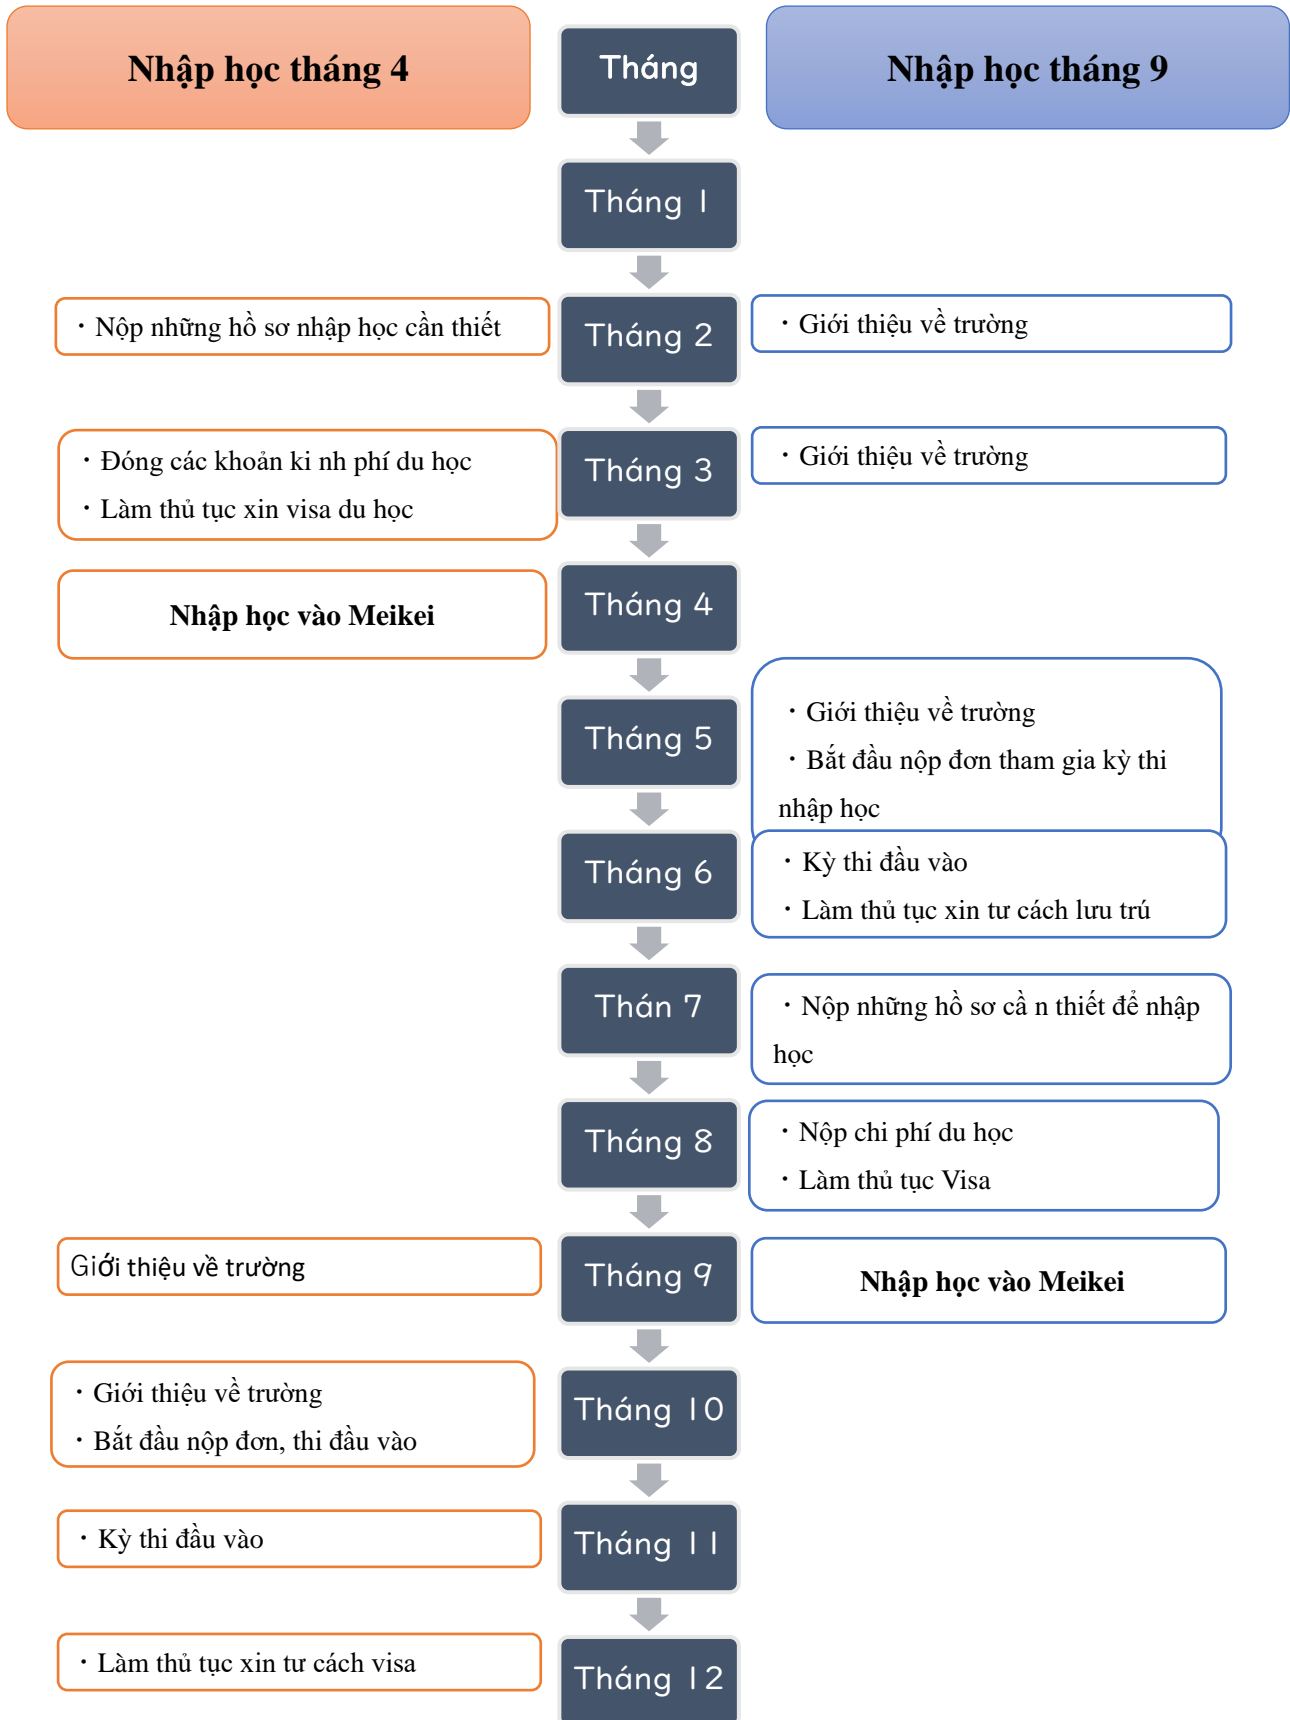 Nhập học tháng 4
Tháng
Nhập học tháng 9
Tháng 1
・Nộp những hồ sơ nhập học cần thiết
Tháng 2
・Giới thiệu về trường
・Đóng các khoản ki nh phí du học
・Làm thủ tục xin visa du học
Tháng 3
・Giới thiệu về trường
Nhập học vào Meikei
Tháng 4
Tháng 5
・Giới thiệu về trường
・Bắt đầu nộp đơn tham gia kỳ thi
nhập học
Tháng 6
・Kỳ thi đầu vào
・Làm thủ tục xin tư cách lưu trú
Thán 7
・Nộp những hồ sơ cầ n thiết để nhập
học
Tháng 8
・Nộp chi phí du học
・Làm thủ tục Visa
Giới thiệu về trường
Tháng 9
Nhập học vào Meikei
・Giới thiệu về trường
・Bắt đầu nộp đơn, thi đầu vào
Tháng 10
・Kỳ thi đầu vào
Tháng 11
・Làm thủ tục xin tư cách visa
Tháng 12